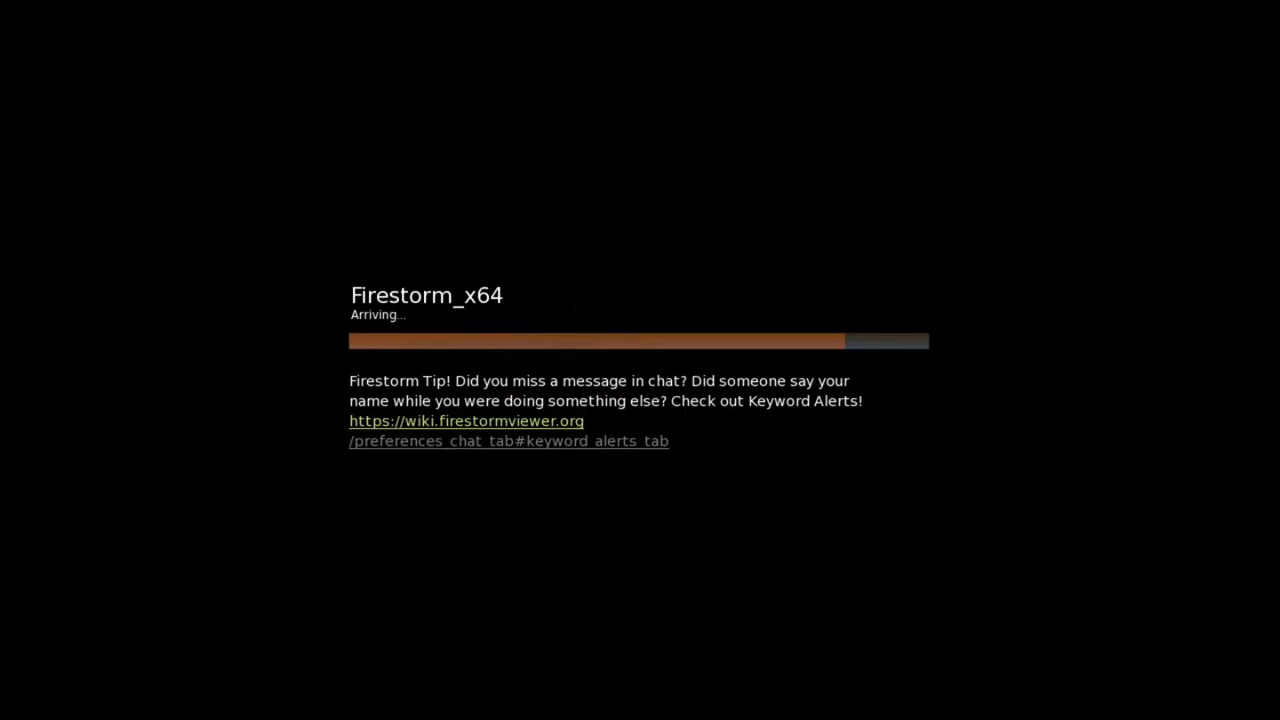 Firestorm_x64
Arriving...
Firestorm Tip! Did you miss a message in chat? Did someone say your
name while you were doing something else? Check out Keyword Alerts!
https://wiki.firestormviewer.org
/preferences_chat_tab#keyword_alerts_tab